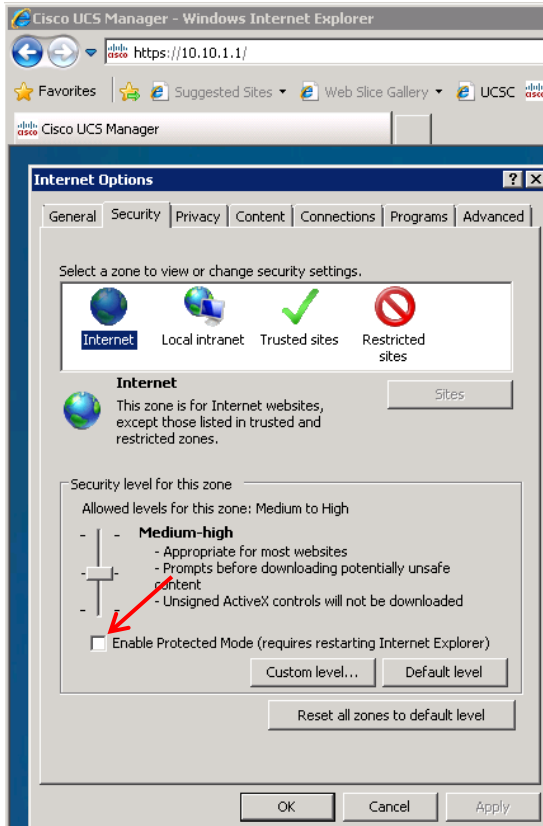 Cisco UCS Manager - Windows Internet Explorer
cisco https://10.10.1.1/
Favorites Suggested Sites Web Slice Gallery UCSC cisco
cisco Cisco UCS Manager
Internet Options ? X
General Security Privacy Content Connections Programs Advanced
Select a zone to view or change security settings.
Internet Local intranet Trusted sites Restricted
sites
Internet
Sites
This zone is for Internet websites,
except those listed in trusted and
restricted zones.
Security level for this zone
Allowed levels for this zone: Medium to High
Medium-high
- Appropriate for most websites
- Prompts before downloading potentially unsafe
content
- Unsigned ActiveX controls will not be downloaded
Enable Protected Mode (requires restarting Internet Explorer)
Custom level... Default level
Reset all zones to default level
OK Cancel Apply